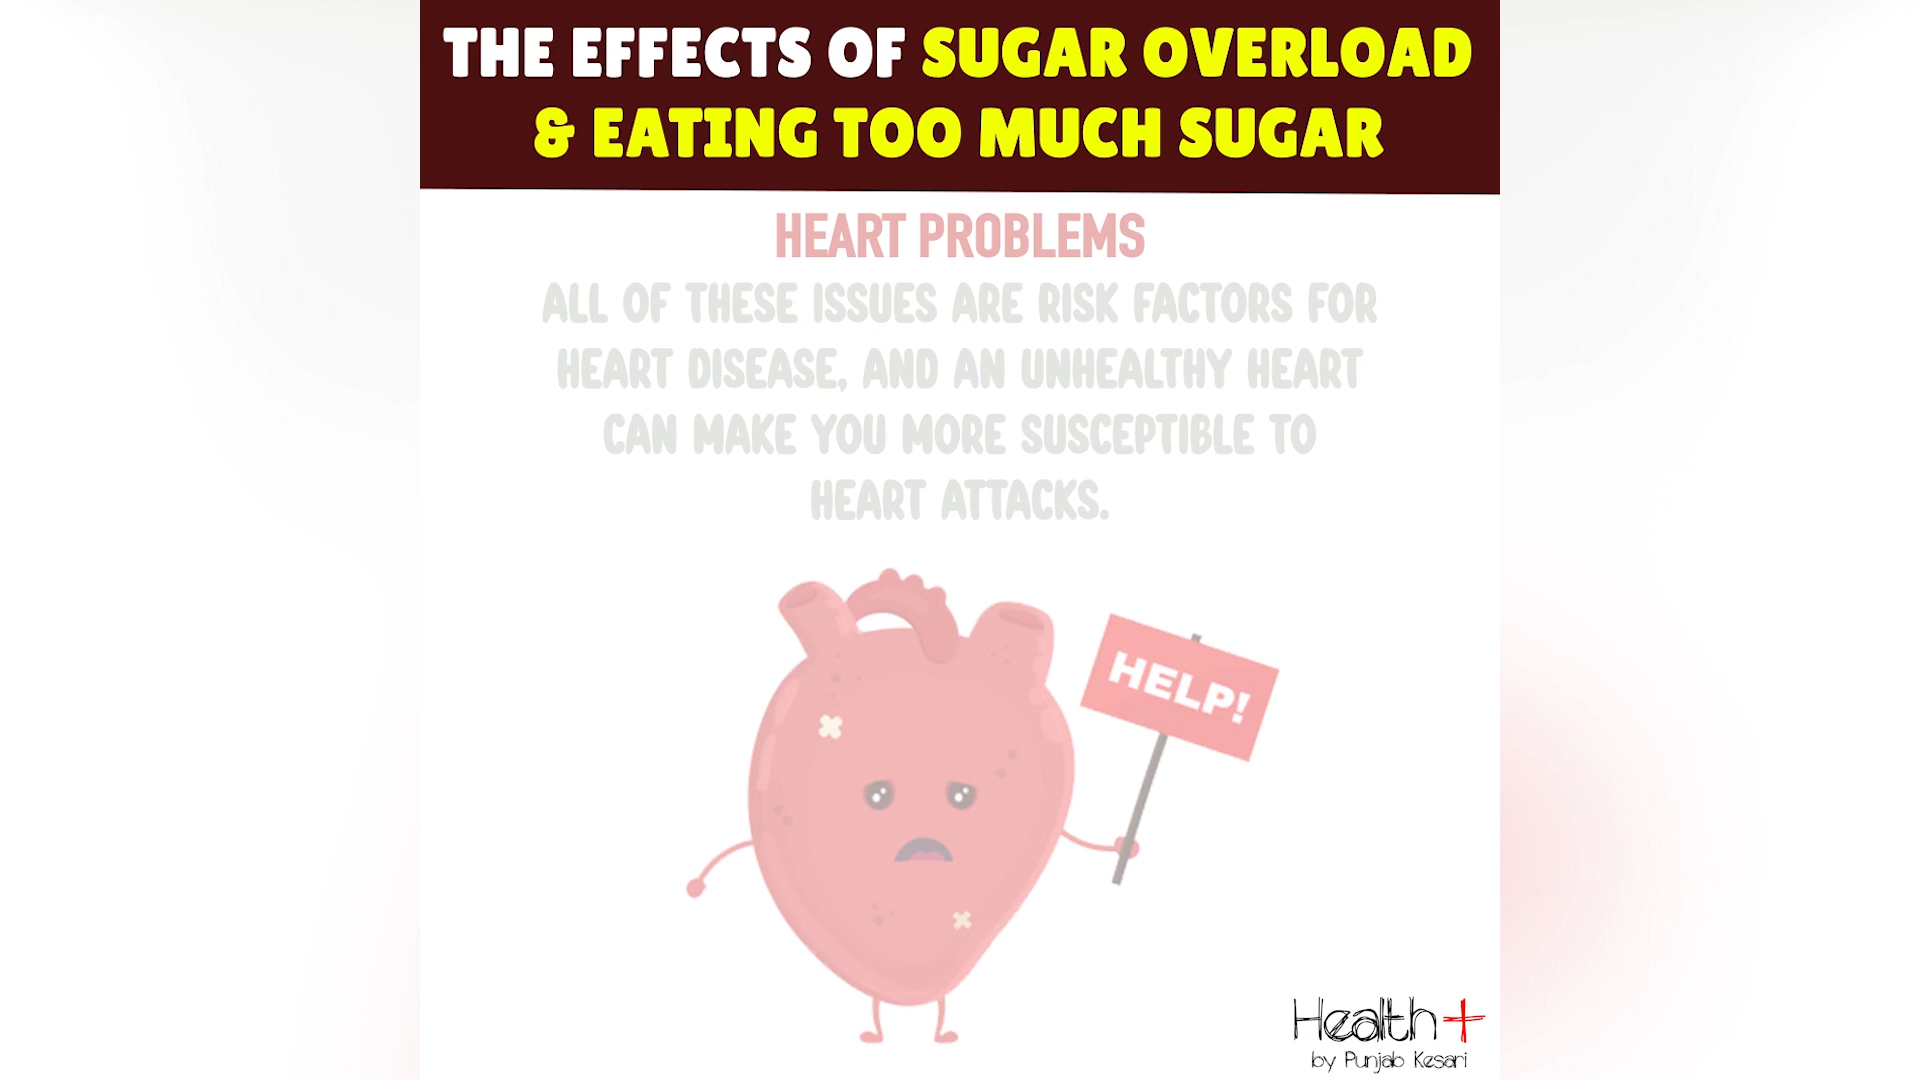 THE EFFECTS OF SUGAR OVERLOAD
& EATING TOO MUCH SUGAR
HEART PROBLEMS
ALL OF THESE ISSUES ARE RISK FACTORS FOR
HEART DISEASE, AND AN UNHEALTHY HEART
CAN MAKE YOU MORE SUSCEPTIBLE TO
HEART ATTACKS.
HELP!
Health+
by Punjab Kesari